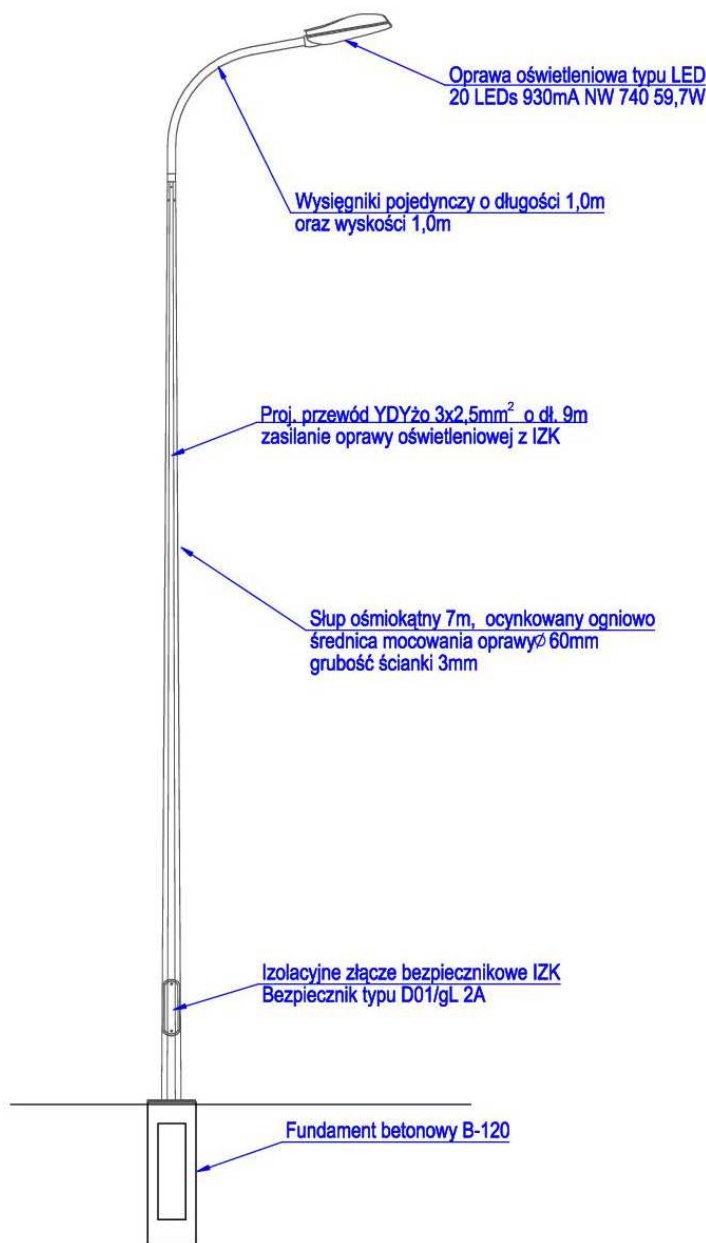 Oprawa oświetleniowa typu LED
20 LEDs 930mA NW 740 59,7W
Wysięgniki pojedynczy o długości 1,0m
oraz wyskości 1,0m
Proj. przewód YDYżo 3x2,5mm² o dł. 9m
zasilanie oprawy oświetleniowej z IZK
Słup ośmiokątny 7m, ocynkowany ogniowo
średnica mocowania oprawyØ 60mm
grubość ścianki 3mm
Izolacyjne złącze bezpiecznikowe IZK
Bezpiecznik typu D01/gL 2A
Fundament betonowy B-120